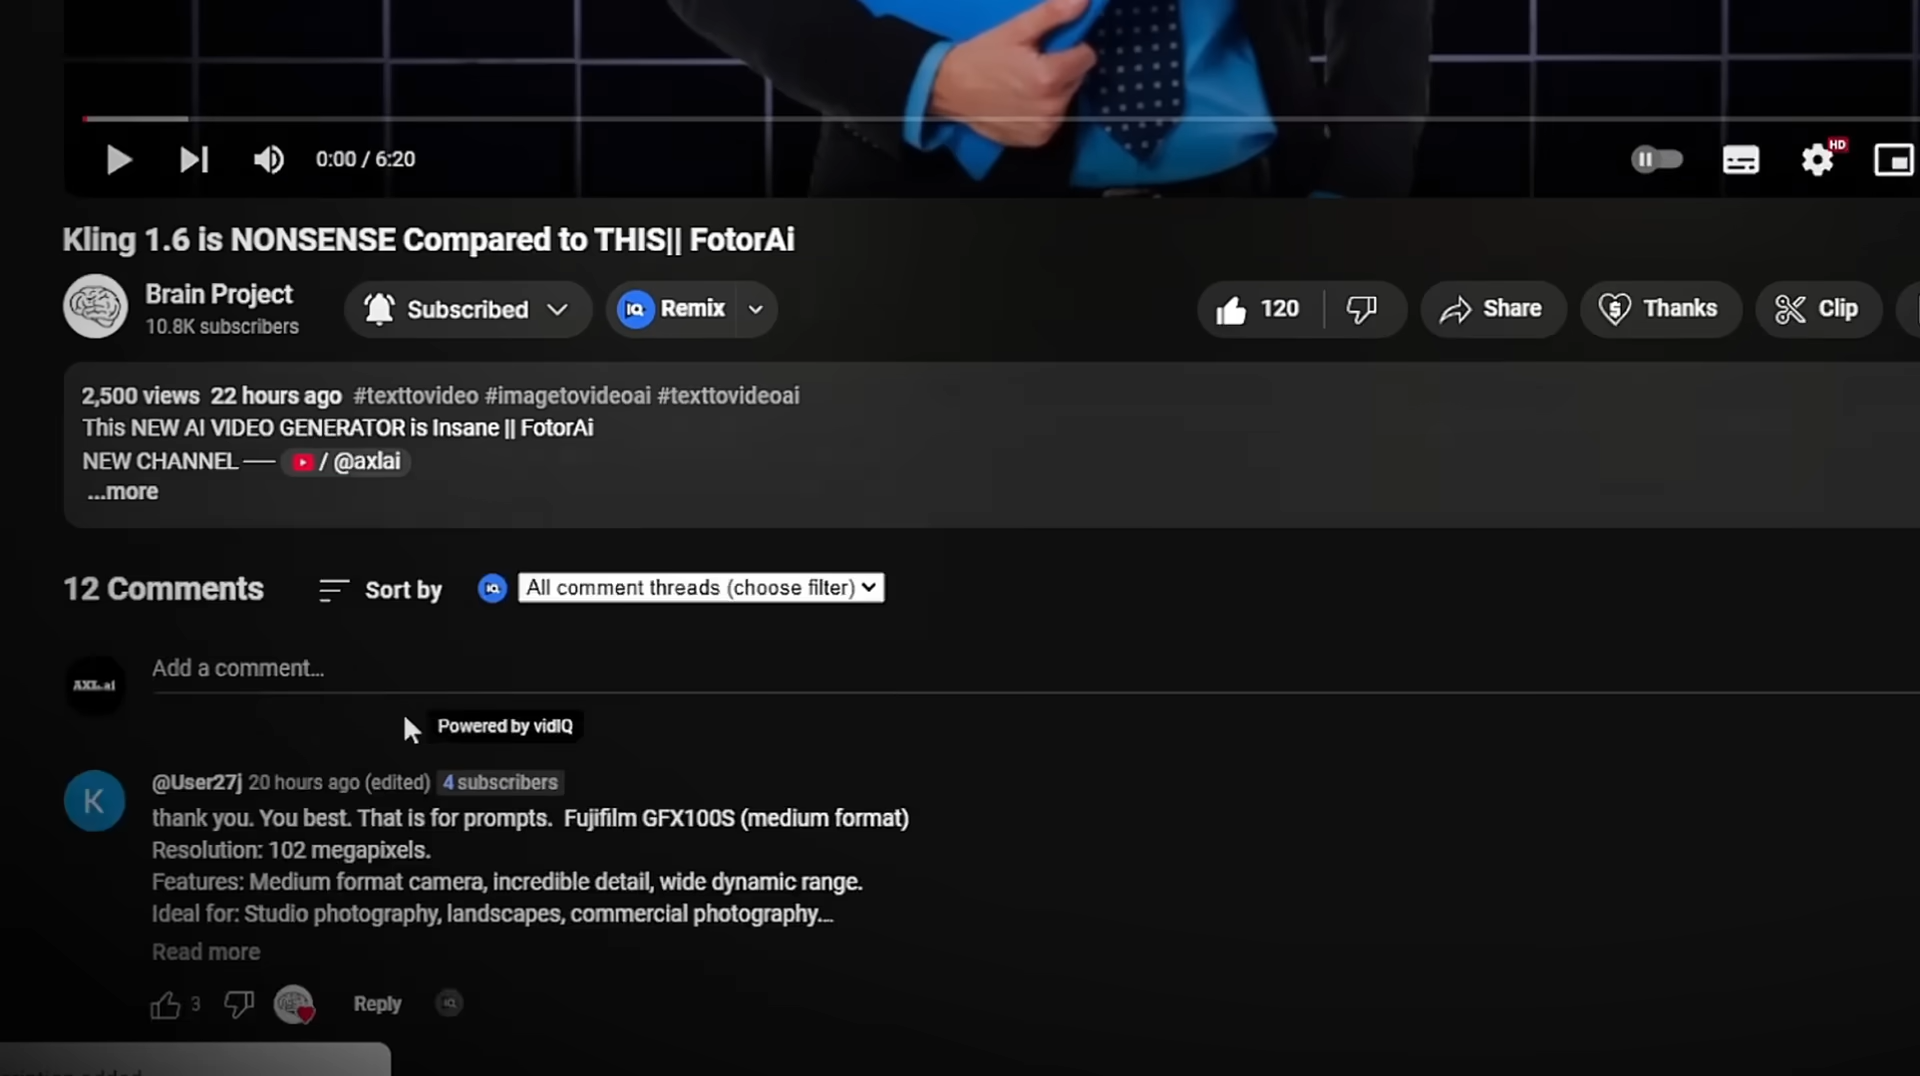 0:00 / 6:20
HD
Kling 1.6 is NONSENSE Compared to THIS|| FotorAi
Brain Project
10.8K subscribers
Subscribed
IQ Remix
120
Share
Thanks
Clip
2,500 views 22 hours ago #texttovideo #imagetovideoai #texttovideoai
This NEW AI VIDEO GENERATOR is Insane || FotorAi
NEW CHANNEL —— / @axlai
...more
12 Comments
Sort by
IQ
All comment threads (choose filter)
AXL.ai
Add a comment...
Powered by vidIQ
K
@User27j 20 hours ago (edited) 4 subscribers
thank you. You best. That is for prompts. Fujifilm GFX100S (medium format)
Resolution: 102 megapixels.
Features: Medium format camera, incredible detail, wide dynamic range.
Ideal for: Studio photography, landscapes, commercial photography...
Read more
3
Reply
IQ